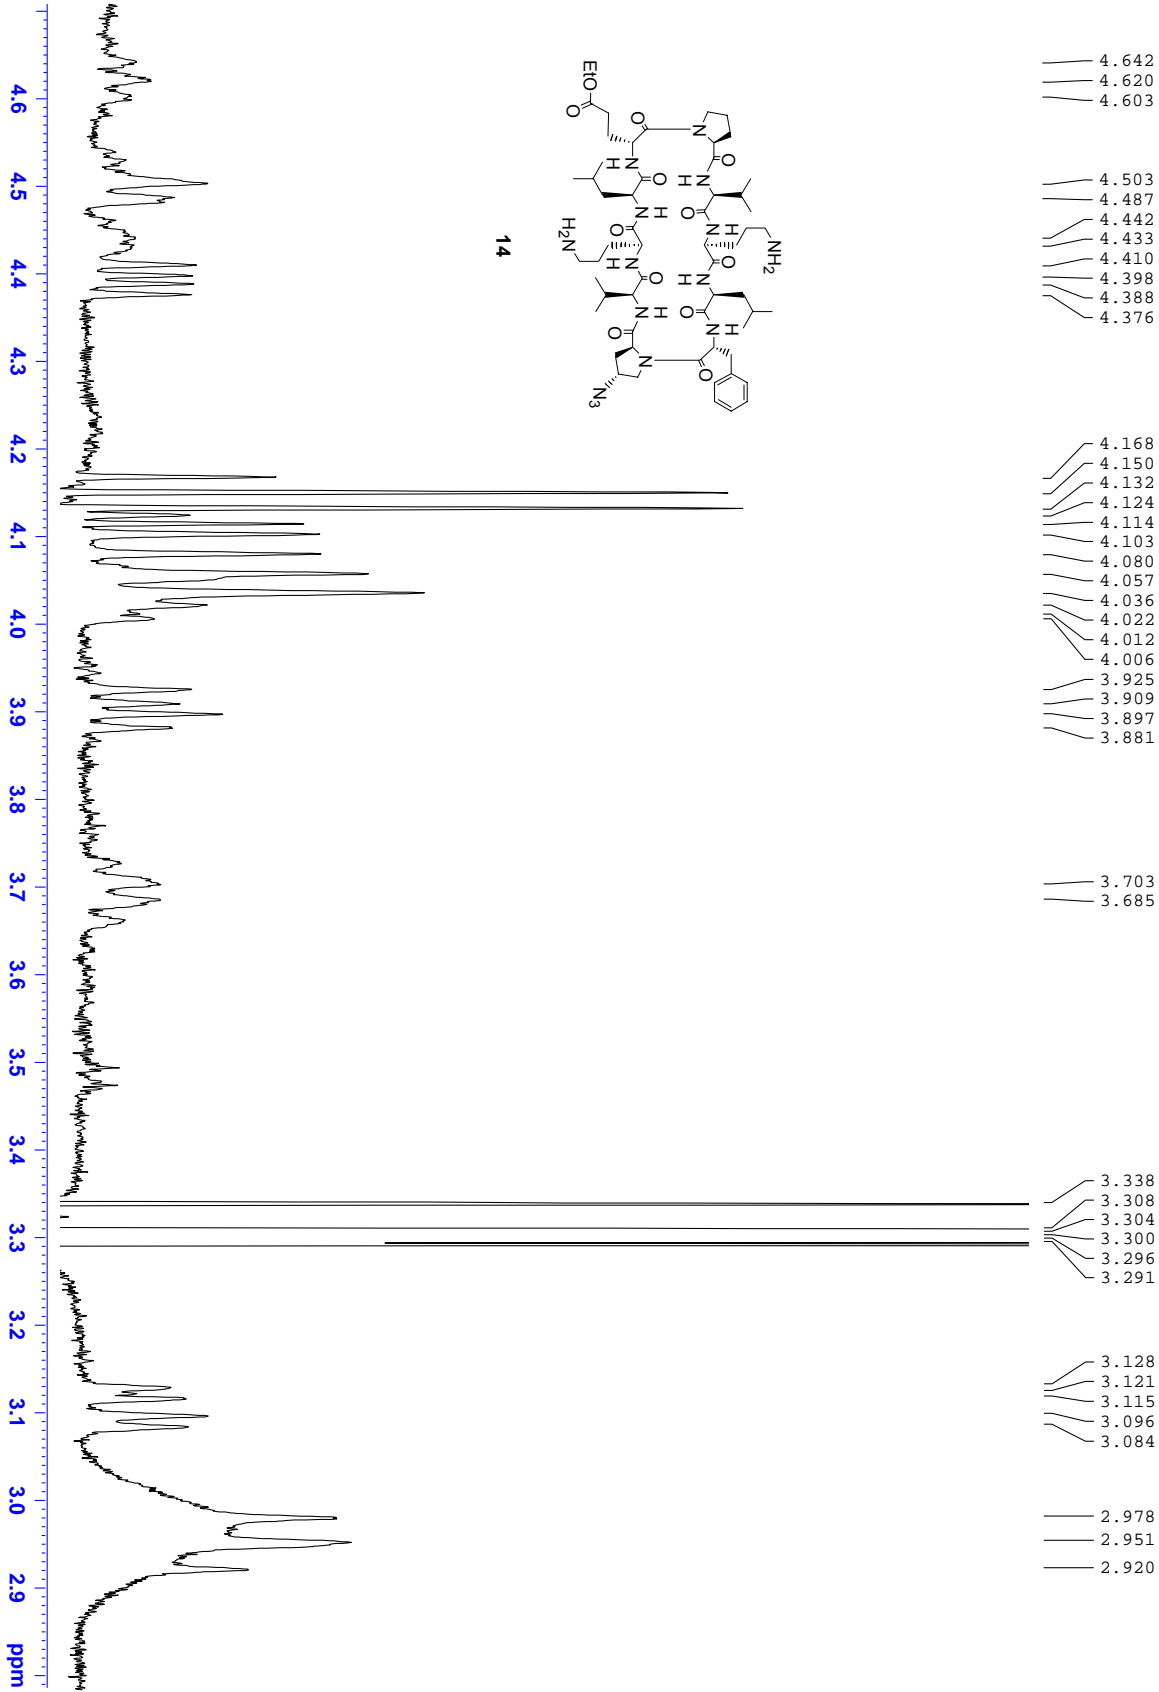 4.642
4.620
4.603
4.503
4.487
4.442
4.433
4.410
4.398
4.388
4.376
4.168
4.150
4.132
4.124
4.114
4.103
4.080
4.057
4.036
4.022
4.012
4.006
3.925
3.909
3.897
3.881
3.703
3.685
3.338
3.308
3.304
3.300
3.296
3.291
3.128
3.121
3.115
3.096
3.084
2.978
2.951
2.920
EtO
O
O
N
O
N
H
O
H
N
O
N
H
H
N
O
N
H
NH2
O
N
H
O
H2N
N
H
O
N
H
O
N
H
O
N
H
O
N
O
N3
14
4.6
4.5
4.4
4.3
4.2
4.1
4.0
3.9
3.8
3.7
3.6
3.5
3.4
3.3
3.2
3.1
3.0
2.9
ppm